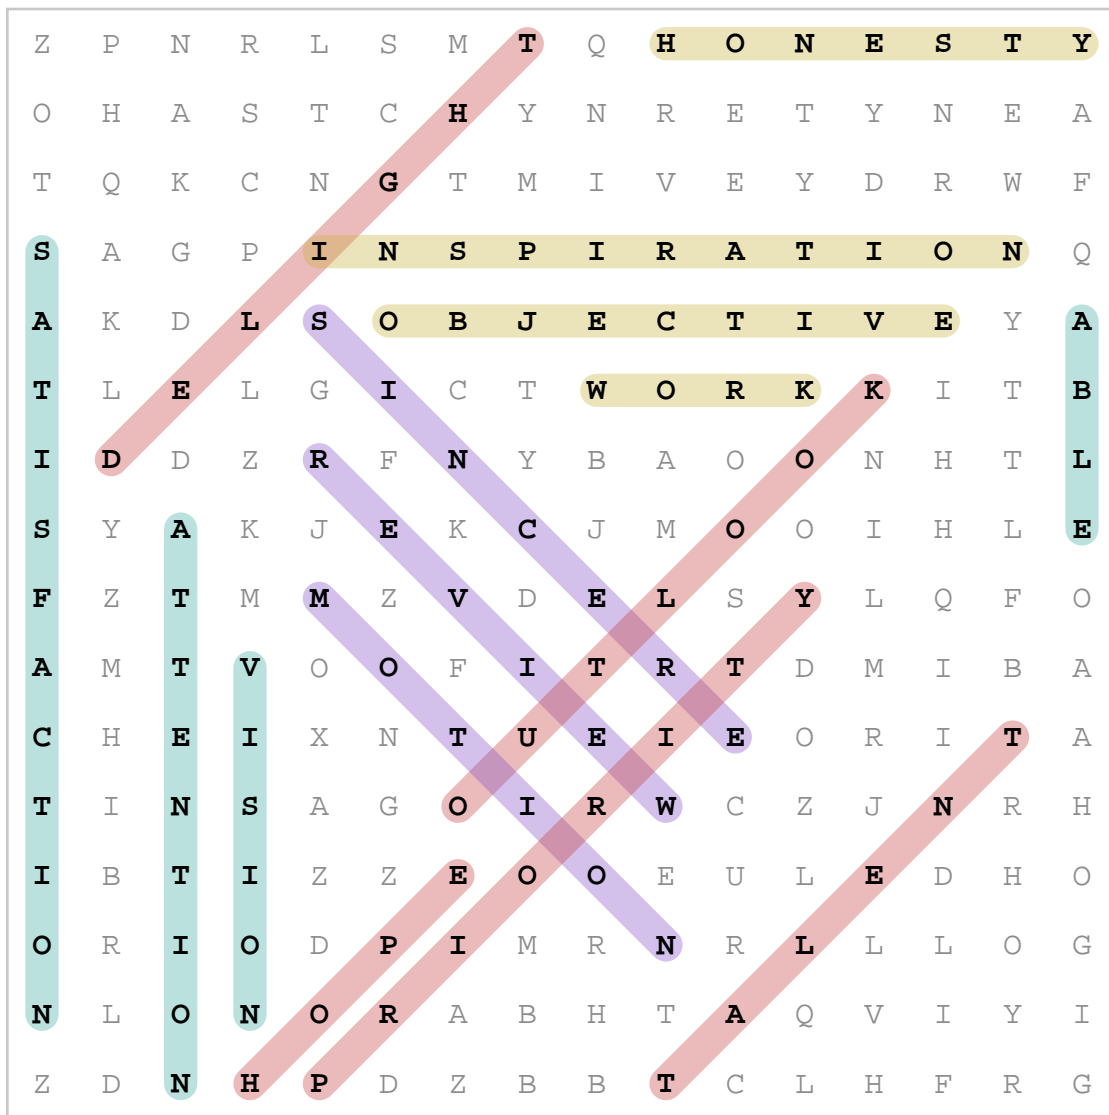 Z P N R L S M T Q H O N E S T Y
O H A S T C H Y N R E T Y N E A
T Q K C N G T M I V E Y D R W F
S A G P I N S P I R A T I O N Q
A K D L S O B J E C T I V E Y A
T L E L G I C T W O R K K I T B
I D D Z R F N Y B A O O N H T L
S Y A K J E K C J M O O I H L E
F Z T M M Z V D E L S Y L Q F O
A M T V O O F I T R T D M I B A
C H E I X N T U E I E O R I T A
T I N S A G O I R W C Z J N R H
I B T I Z Z E O O E U L E D H O
O R I O D P I M R N R L L L O G
N L O N O R A B H T A Q V I Y I
Z D N H P D Z B B T C L H F R G